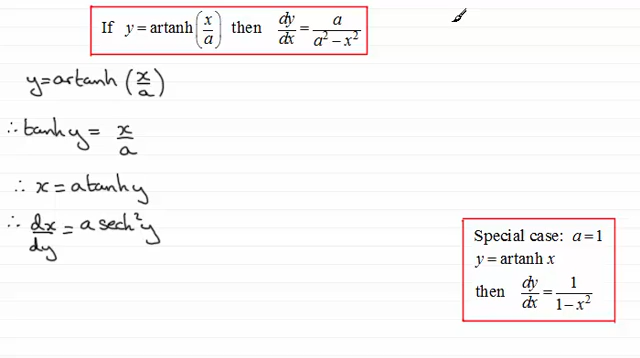 If y = artanh(x/a) then dy/dx = a/(a² − x²)
y = artanh (x/a)
∴ tanh y = x/a
∴ x = a tanh y
∴ dx/dy = a sech² y
Special case: a = 1
y = artanh x
then dy/dx = 1/(1 − x²)